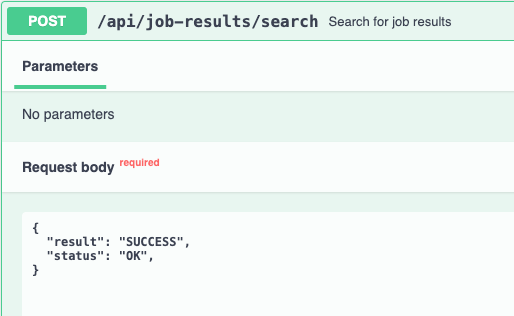 POST /api/job-results/search Search for job results
Parameters
No parameters
Request body required
{
  "result": "SUCCESS",
  "status": "OK",
}